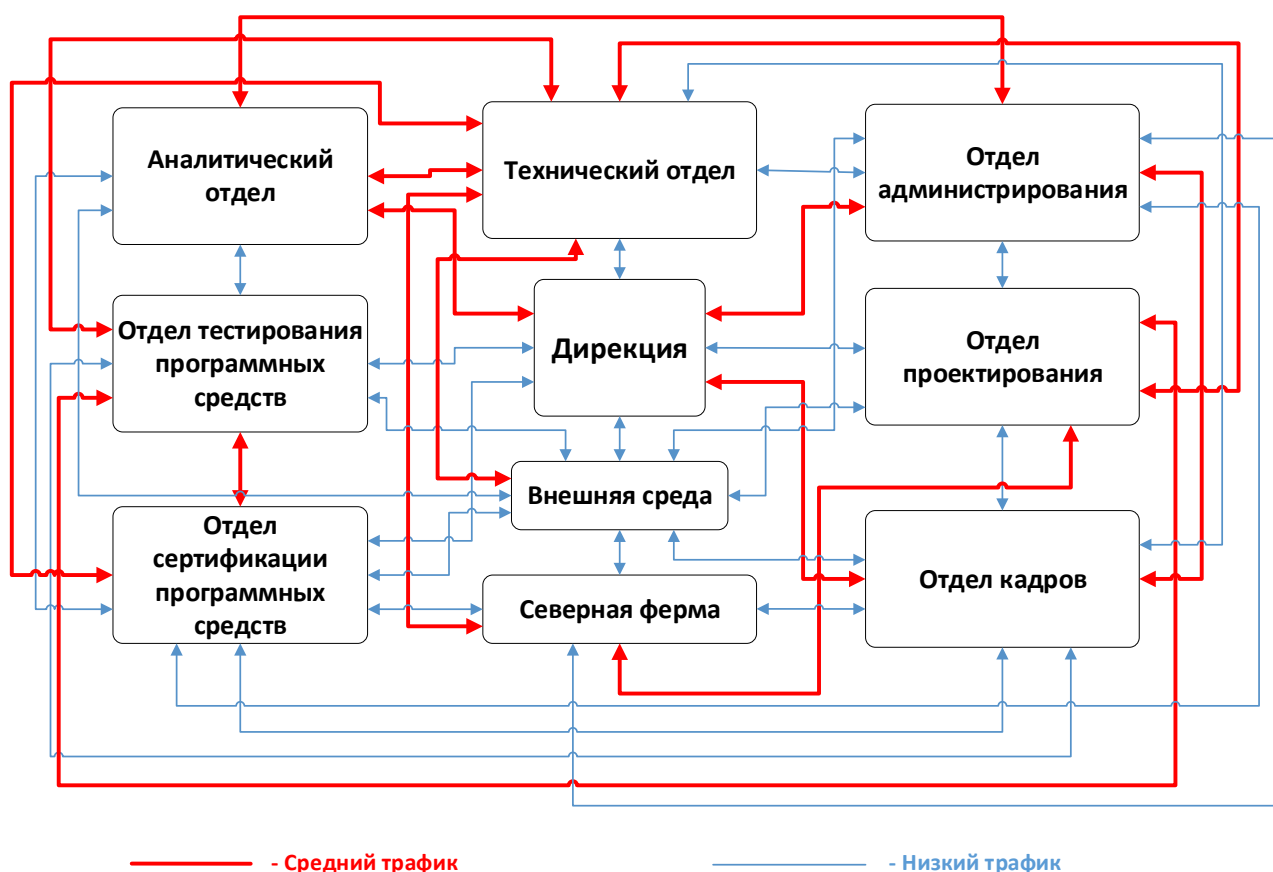 Аналитический
отдел
Технический отдел
Отдел
администрирования
Отдел тестирования
программных
средств
Дирекция
Отдел
проектирования
Внешняя среда
Отдел
сертификации
программных
средств
Северная ферма
Отдел кадров
- Средний трафик
- Низкий трафик